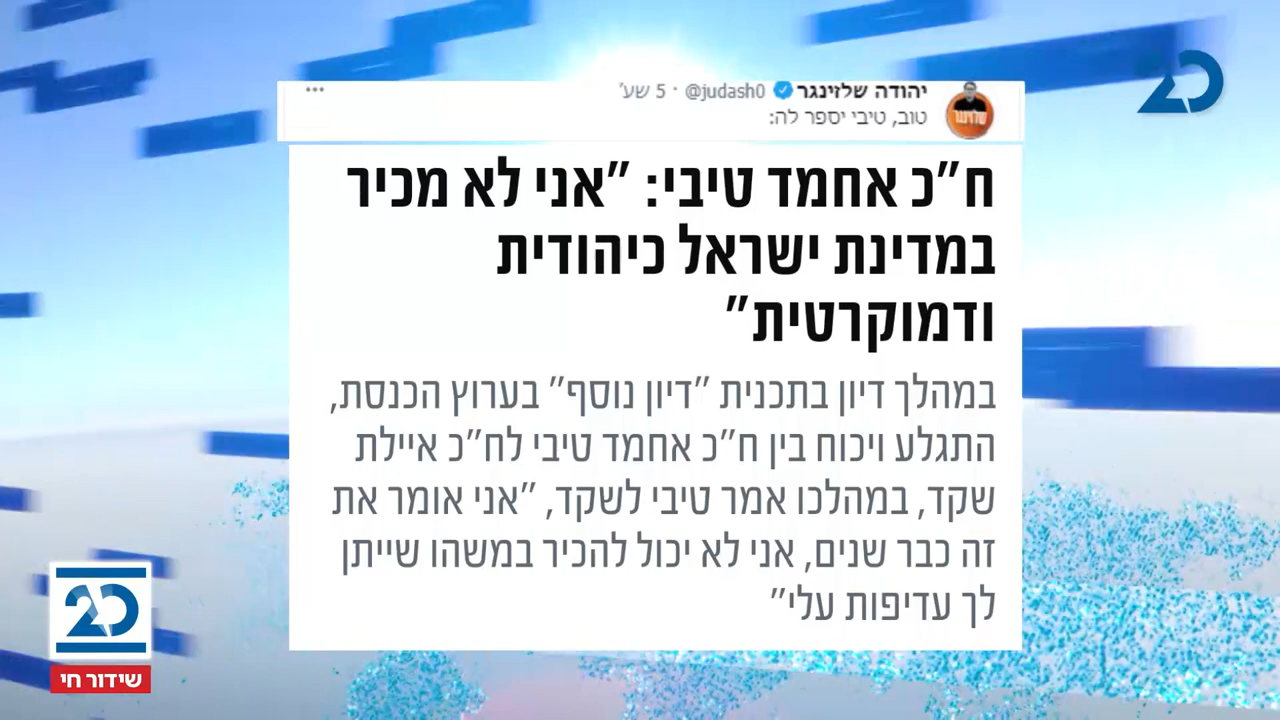 יהודה שלזינגר @judash0 · 5 שע'
טוב, טיבי יספר לה:
שלזינגר
ח"כ אחמד טיבי: "אני לא מכיר
במדינת ישראל כיהודית
ודמוקרטית"
במהלך דיון בתכנית "דיון נוסף" בערוץ הכנסת,
התגלע ויכוח בין ח"כ אחמד טיבי לח"כ איילת
שקד, במהלכו אמר טיבי לשקד, "אני אומר את
זה כבר שנים, אני לא יכול להכיר במשהו שייתן
לך עדיפות עלי"
20
20
שידור חי